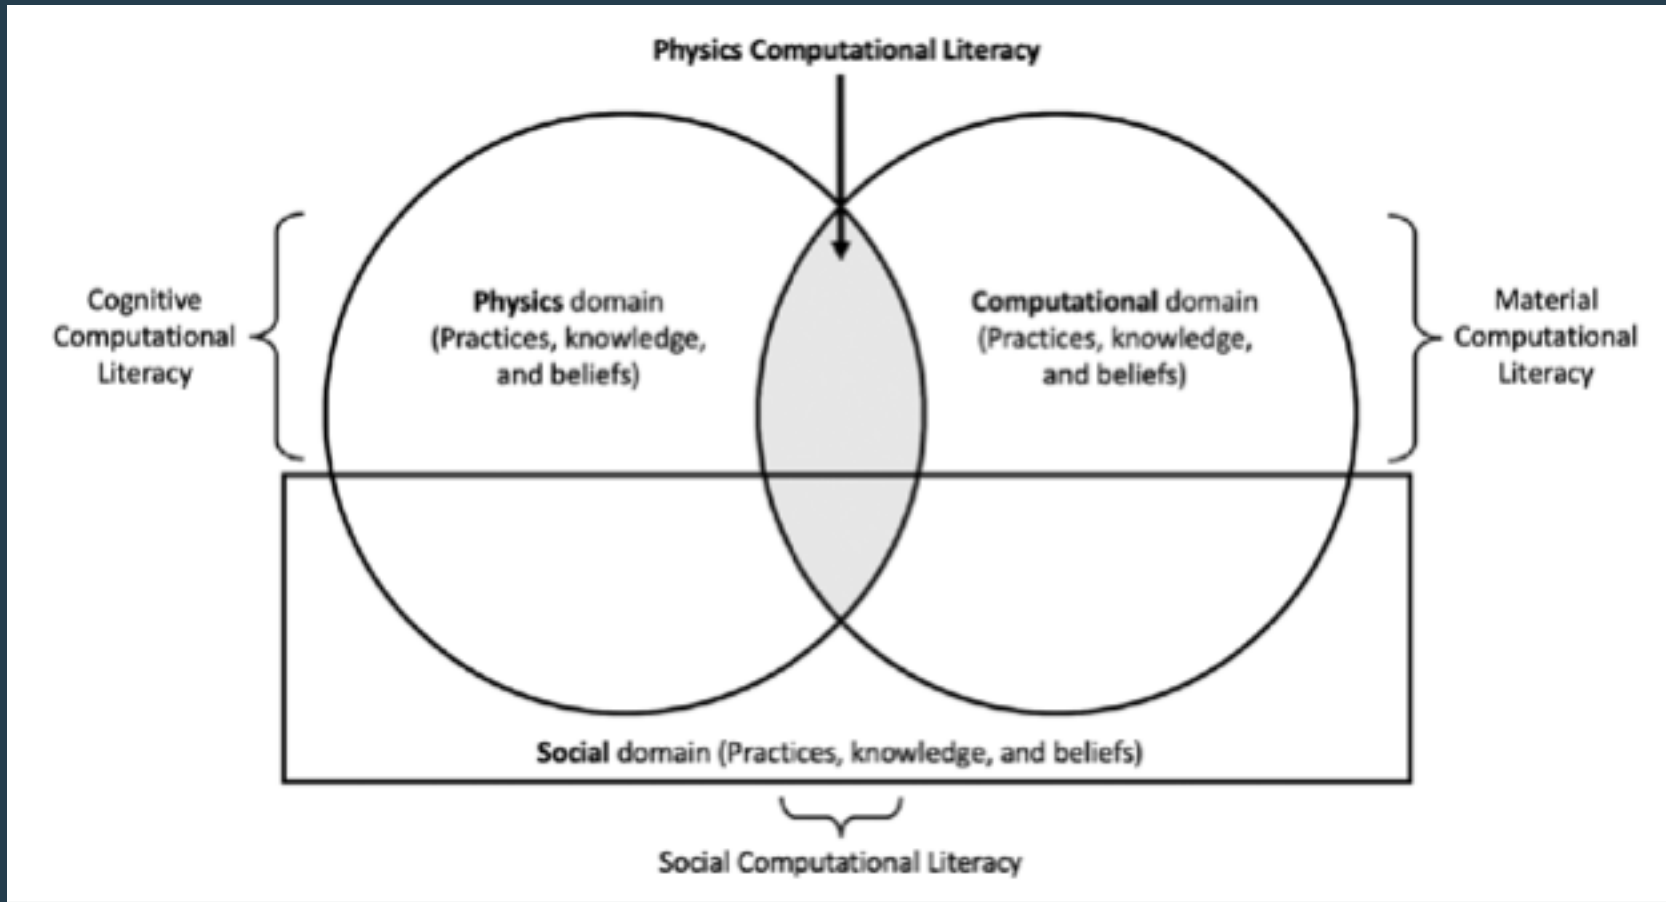 Physics Computational Literacy
Cognitive
Computational
Literacy
Physics domain
(Practices, knowledge,
and beliefs)
Computational domain
(Practices, knowledge,
and beliefs)
Material
Computational
Literacy
Social domain (Practices, knowledge, and beliefs)
Social Computational Literacy